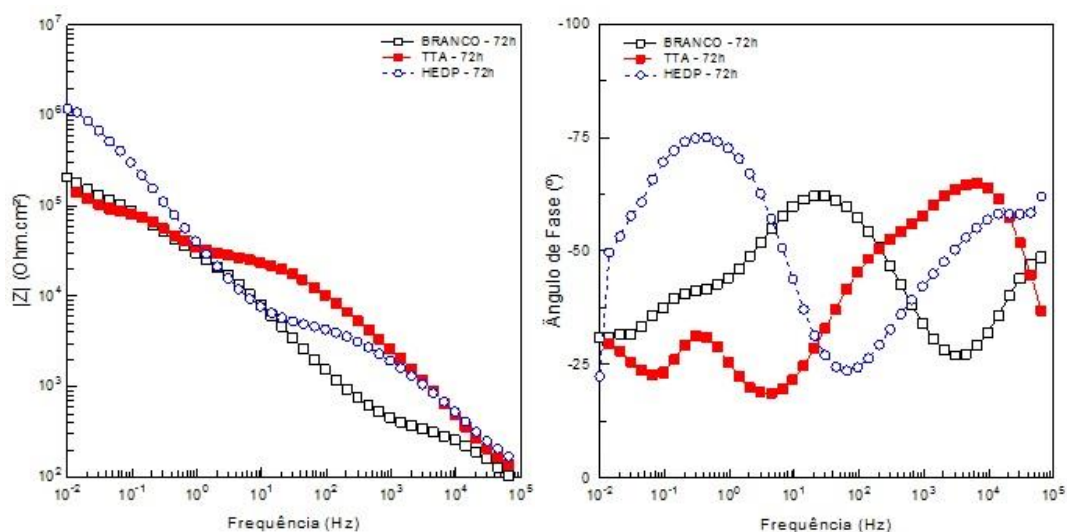 BRANCO - 72h
TTA - 72h
HEDP - 72h
|Z| (Ohm.cm²)
10⁷
10⁶
10⁵
10⁴
10³
10²
10⁻² 10⁻¹ 10⁰ 10¹ 10² 10³ 10⁴ 10⁵
Frequência (Hz)
BRANCO - 72h
TTA - 72h
HEDP - 72h
Ângulo de Fase (º)
-100
-75
-50
-25
0
10⁻² 10⁻¹ 10⁰ 10¹ 10² 10³ 10⁴ 10⁵
Frequência (Hz)